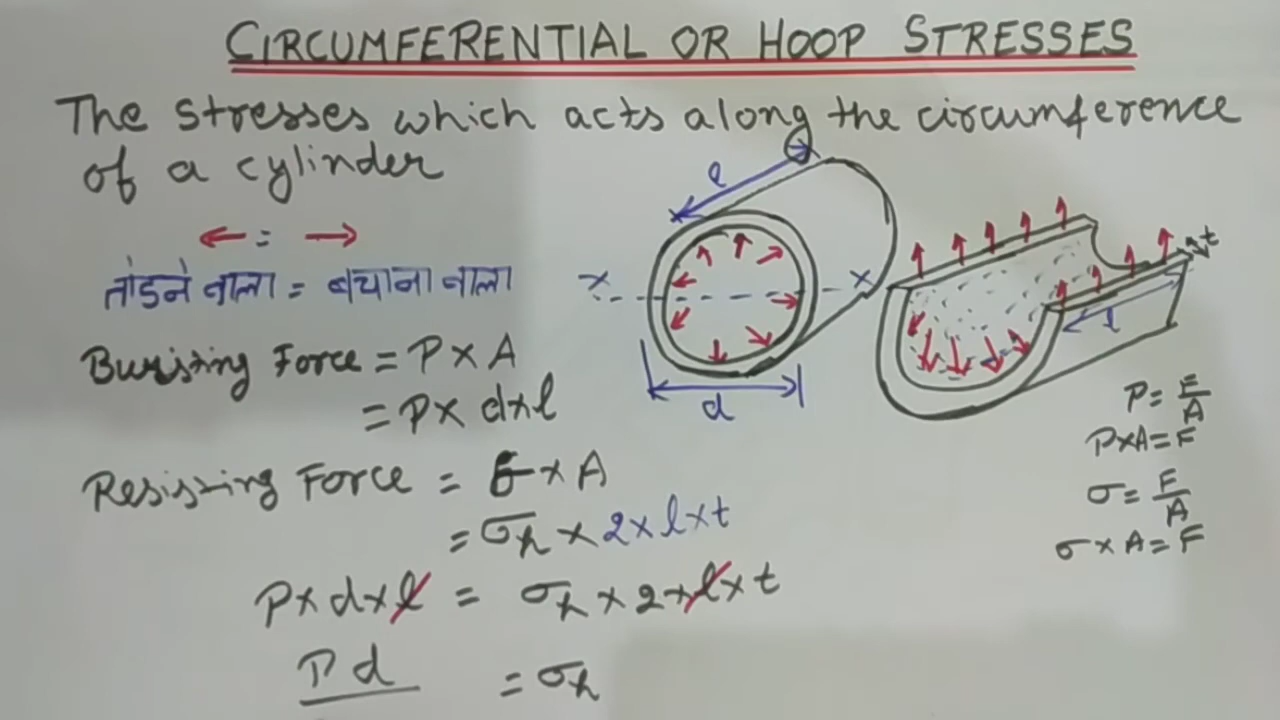 CIRCUMFERENTIAL OR HOOP STRESSES
The stresses which acts along the circumference
of a cylinder
← = →
तोडने वाला = बचाना वाला
Bursting Force = P × A
= P × d × l
Resisting Force = σ × A
= σh × 2 × l × t
P × d × l = σh × 2 × l × t
Pd = σh
l
x x
d
t
l
P = F/A
P×A = F
σ = F/A
σ × A = F